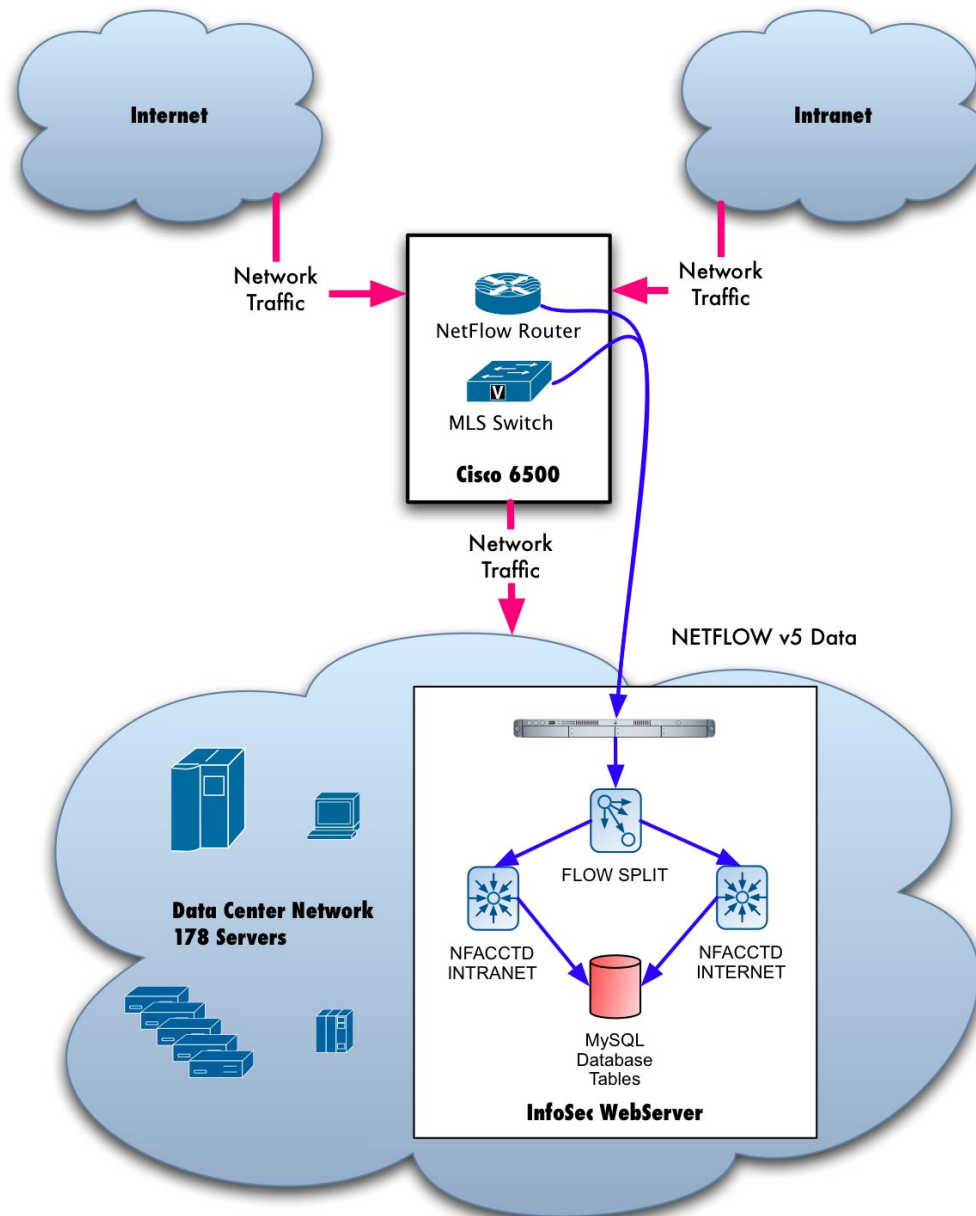 Internet
Intranet
Network
Traffic
Network
Traffic
NetFlow Router
V
MLS Switch
Cisco 6500
Network
Traffic
NETFLOW v5 Data
FLOW SPLIT
Data Center Network
178 Servers
NFACCTD
INTRANET
NFACCTD
INTERNET
MySQL
Database
Tables
InfoSec WebServer